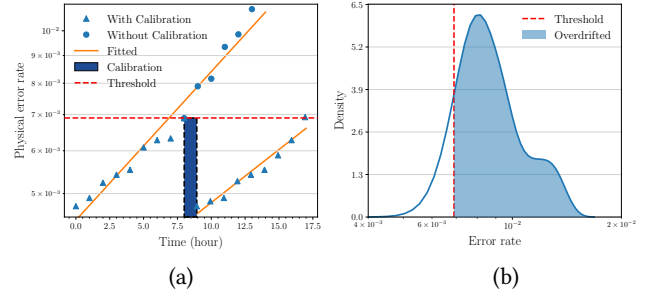 With Calibration
Without Calibration
Fitted
Calibration
Threshold
Physical error rate
10⁻²
9 × 10⁻³
8 × 10⁻³
7 × 10⁻³
6 × 10⁻³
5 × 10⁻³
0.0 2.5 5.0 7.5 10.0 12.5 15.0 17.5
Time (hour)
(a)
Threshold
Overdrifted
Density
6.5
5.2
3.9
2.6
1.3
0.0
4 × 10⁻³ 6 × 10⁻³ 10⁻² 2 × 10⁻²
Error rate
(b)